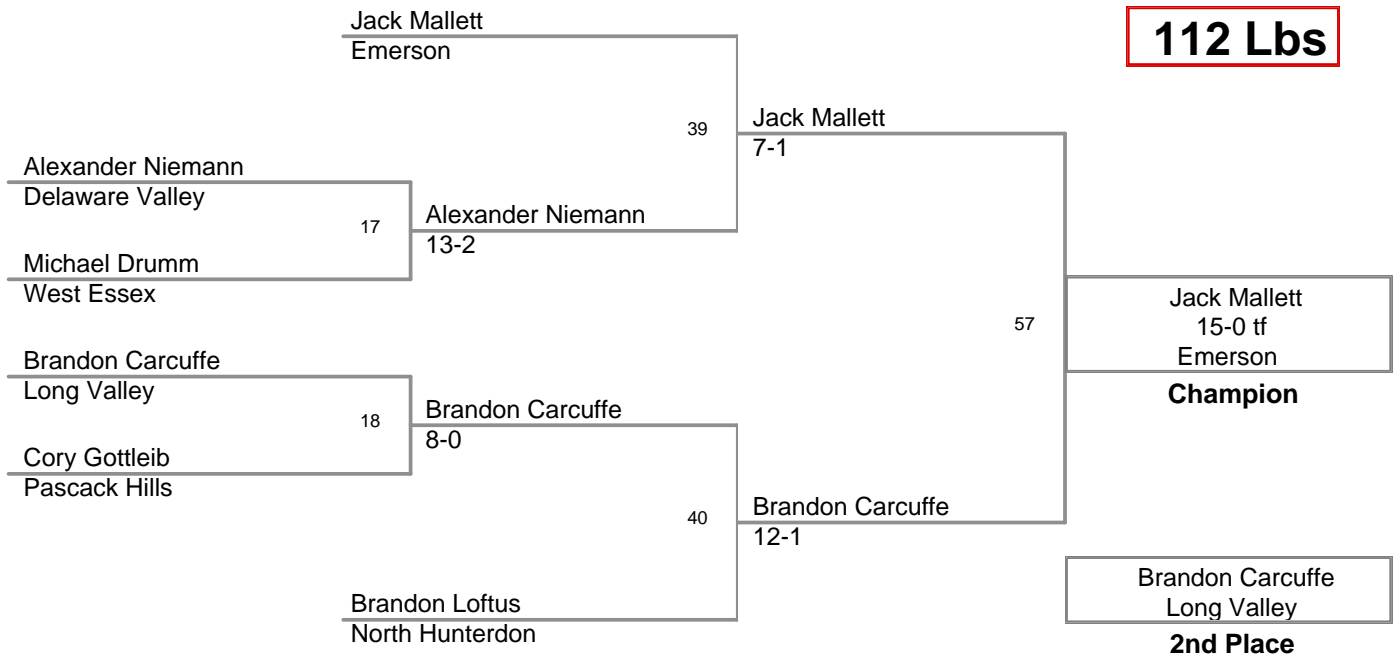 Jack Mallett
Emerson
112 Lbs
39
Jack Mallett
7-1
Alexander Niemann
Delaware Valley
17
Alexander Niemann
13-2
Michael Drumm
West Essex
57
Jack Mallett
15-0 tf
Emerson
Champion
Brandon Carcuffe
Long Valley
18
Brandon Carcuffe
8-0
Cory Gottleib
Pascack Hills
40
Brandon Carcuffe
12-1
Brandon Loftus
North Hunterdon
Brandon Carcuffe
Long Valley
2nd Place